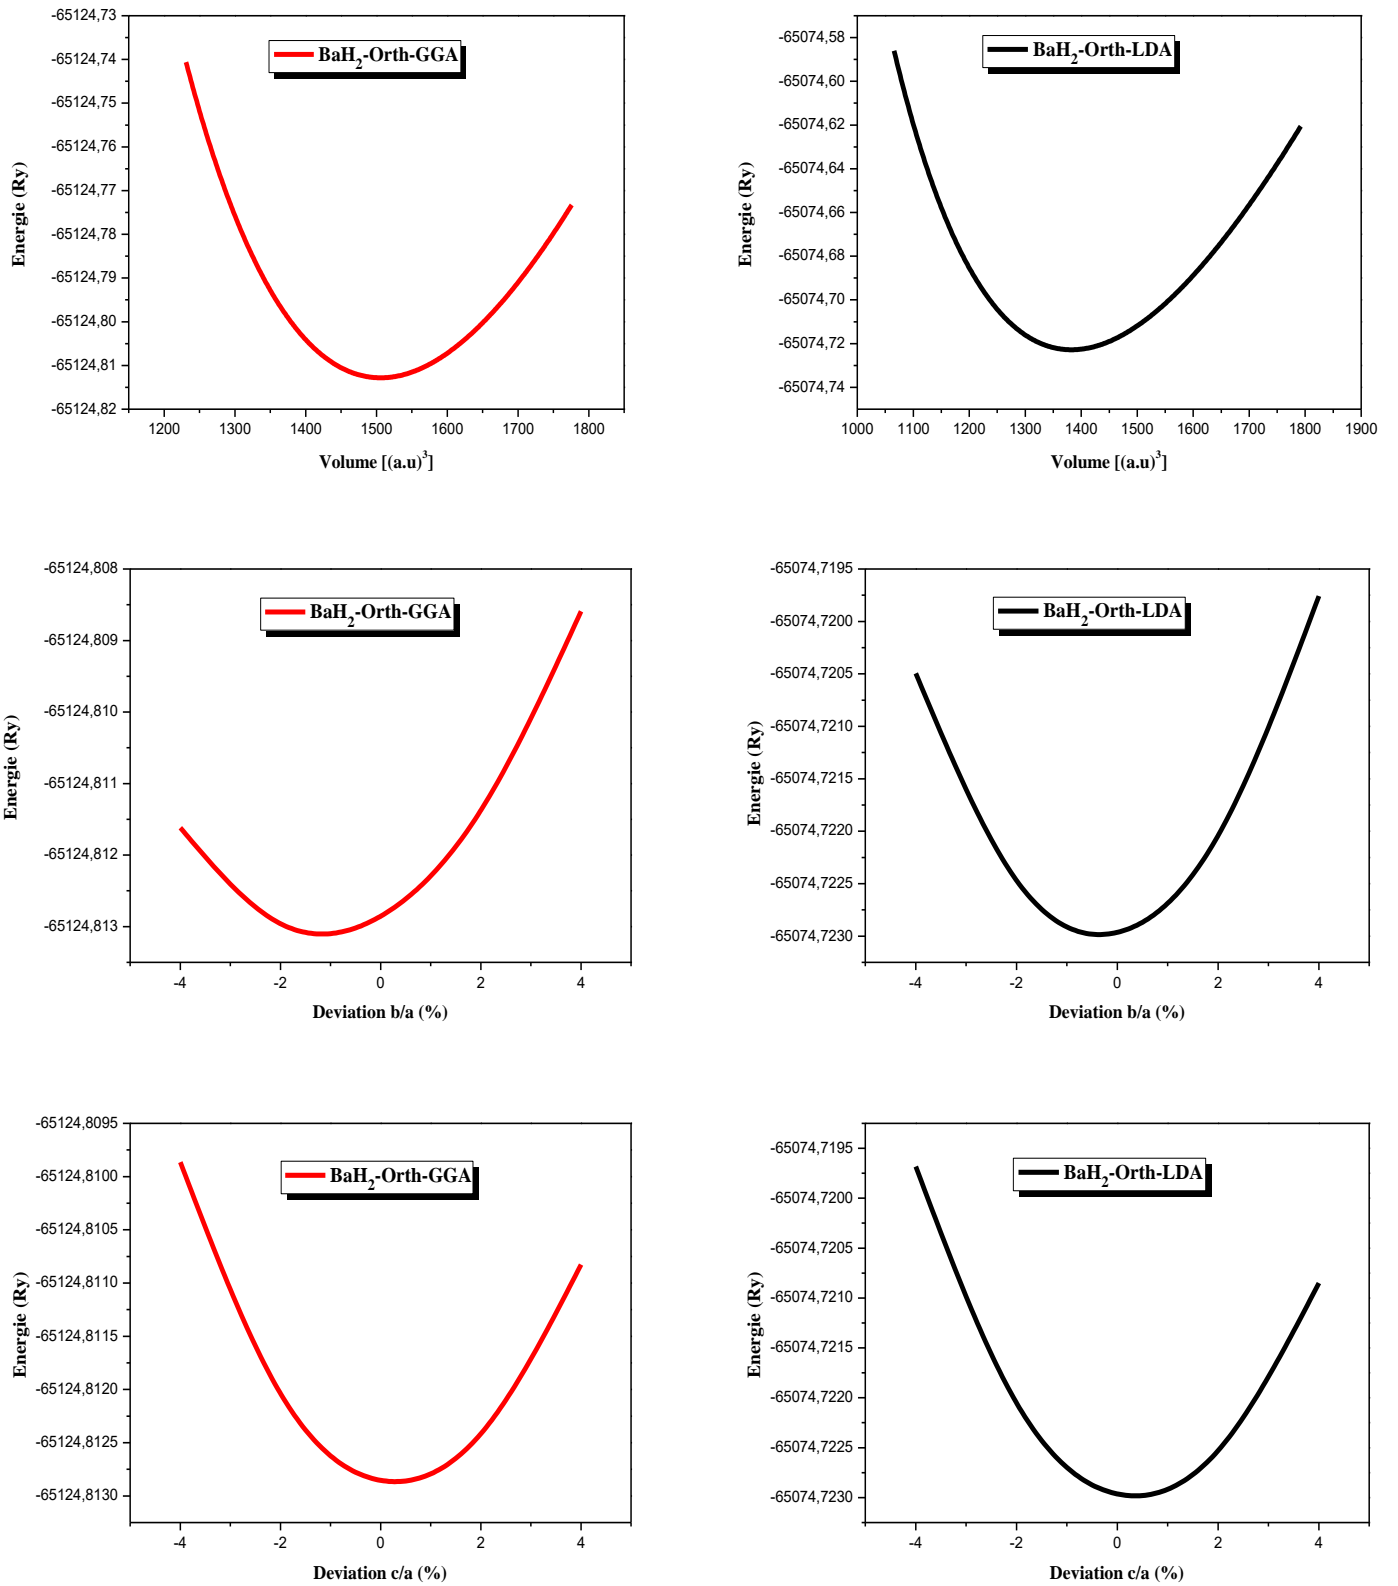 -65124,73
-65124,74
-65124,75
-65124,76
-65124,77
-65124,78
-65124,79
-65124,80
-65124,81
-65124,82
Energie (Ry)
BaH2-Orth-GGA
1200 1300 1400 1500 1600 1700 1800
Volume [(a.u)^3]
-65074,58
-65074,60
-65074,62
-65074,64
-65074,66
-65074,68
-65074,70
-65074,72
-65074,74
Energie (Ry)
BaH2-Orth-LDA
1000 1100 1200 1300 1400 1500 1600 1700 1800 1900
Volume [(a.u)^3]
-65124,808
-65124,809
-65124,810
-65124,811
-65124,812
-65124,813
Energie (Ry)
BaH2-Orth-GGA
-4 -2 0 2 4
Deviation b/a (%)
-65074,7195
-65074,7200
-65074,7205
-65074,7210
-65074,7215
-65074,7220
-65074,7225
-65074,7230
Energie (Ry)
BaH2-Orth-LDA
-4 -2 0 2 4
Deviation b/a (%)
-65124,8095
-65124,8100
-65124,8105
-65124,8110
-65124,8115
-65124,8120
-65124,8125
-65124,8130
Energie (Ry)
BaH2-Orth-GGA
-4 -2 0 2 4
Deviation c/a (%)
-65074,7195
-65074,7200
-65074,7205
-65074,7210
-65074,7215
-65074,7220
-65074,7225
-65074,7230
Energie (Ry)
BaH2-Orth-LDA
-4 -2 0 2 4
Deviation c/a (%)